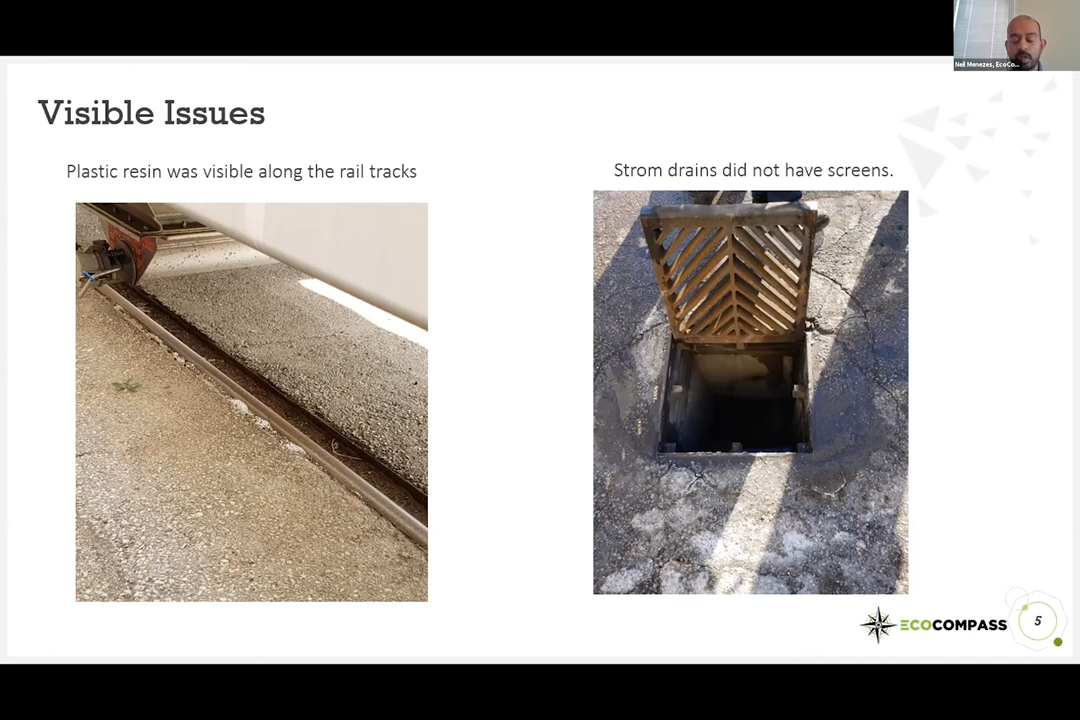 Neil Menezes, EcoCo...
Visible Issues
Plastic resin was visible along the rail tracks
Strom drains did not have screens.
ECOCOMPASS
5